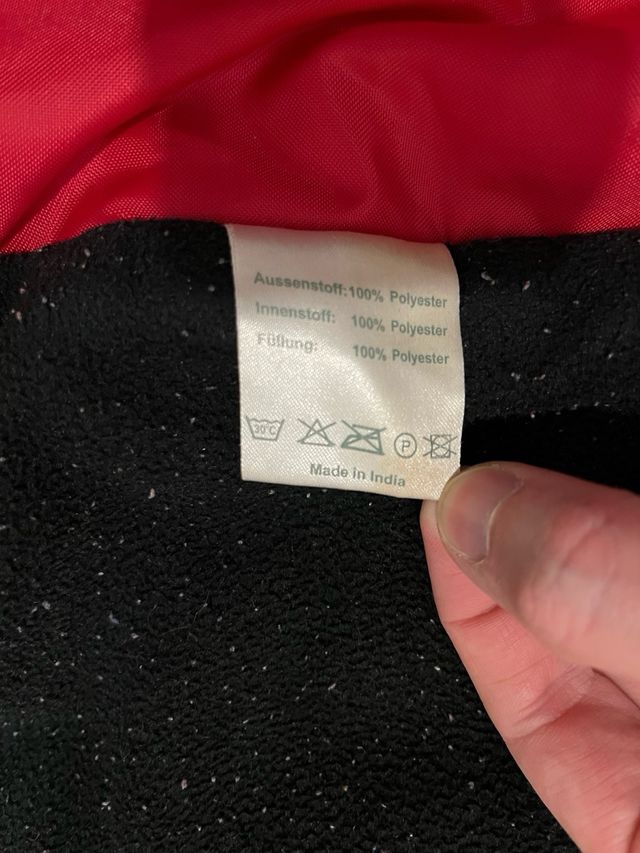 Aussenstoff: 100% Polyester
Innenstoff: 100% Polyester
Füllung: 100% Polyester
30°C P
Made in India